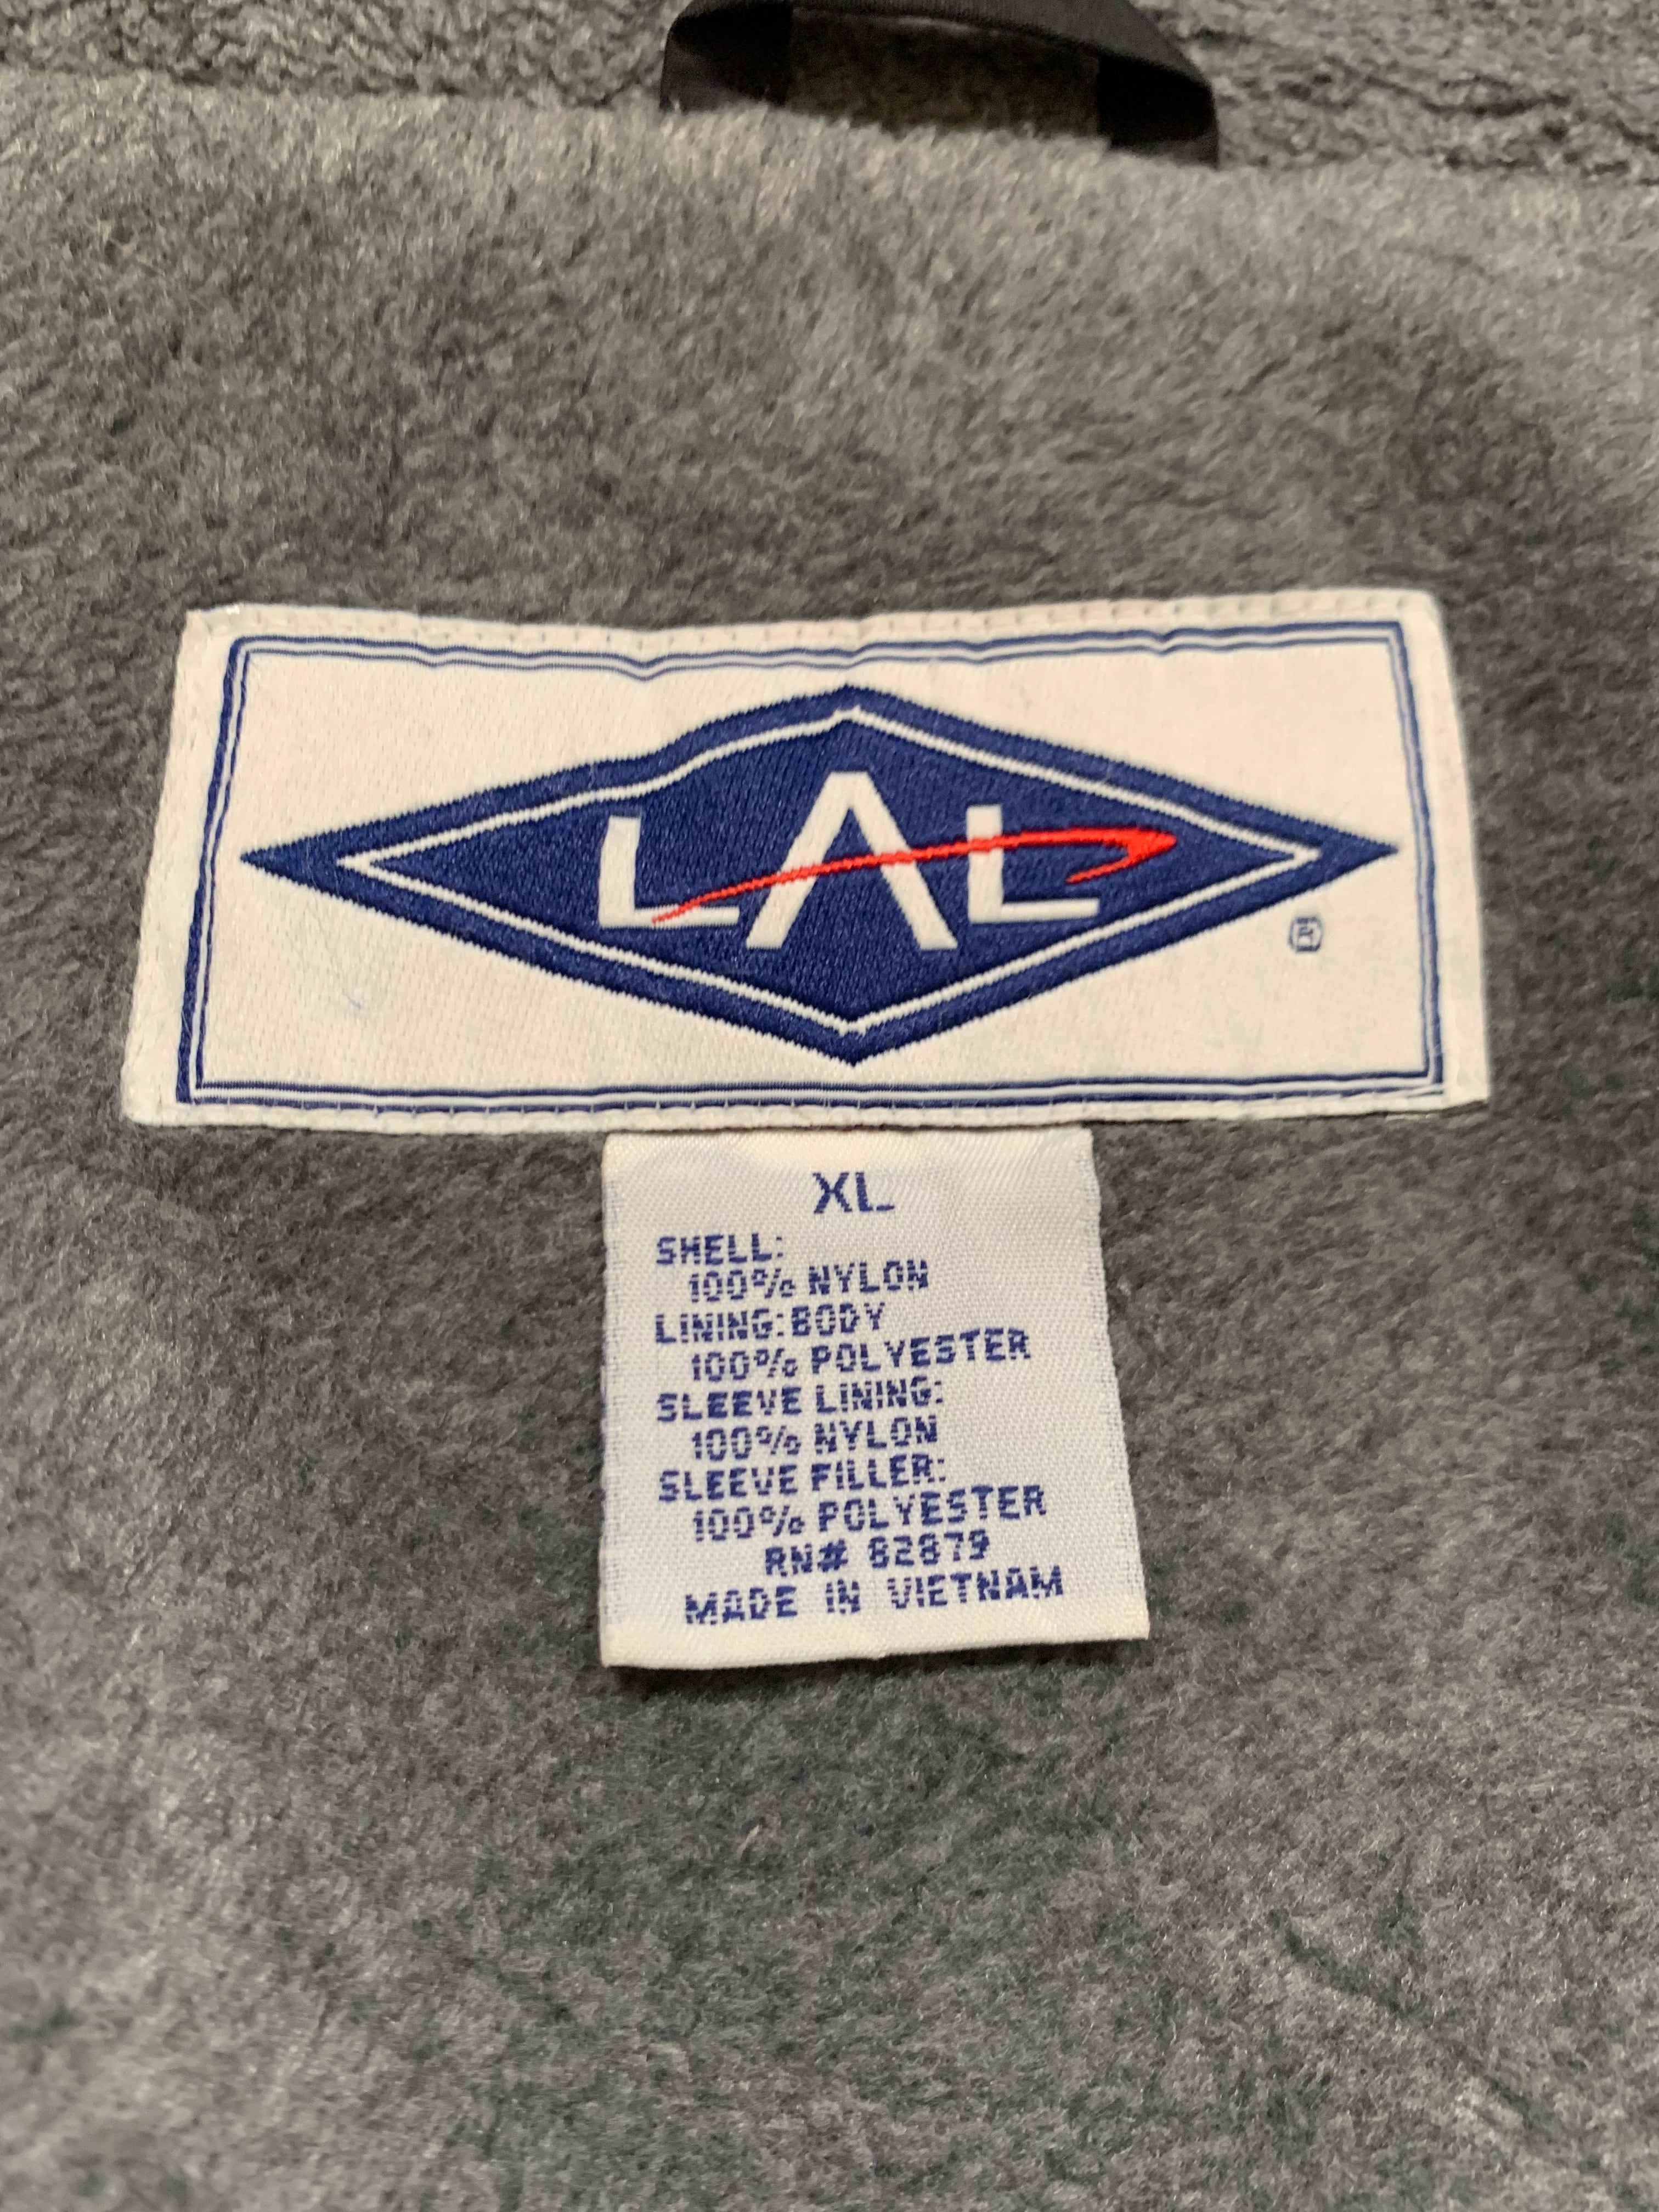 LAL
®
XL
SHELL:
100% NYLON
LINING:BODY
100% POLYESTER
SLEEVE LINING:
100% NYLON
SLEEVE FILLER:
100% POLYESTER
RN# 82879
MADE IN VIETNAM